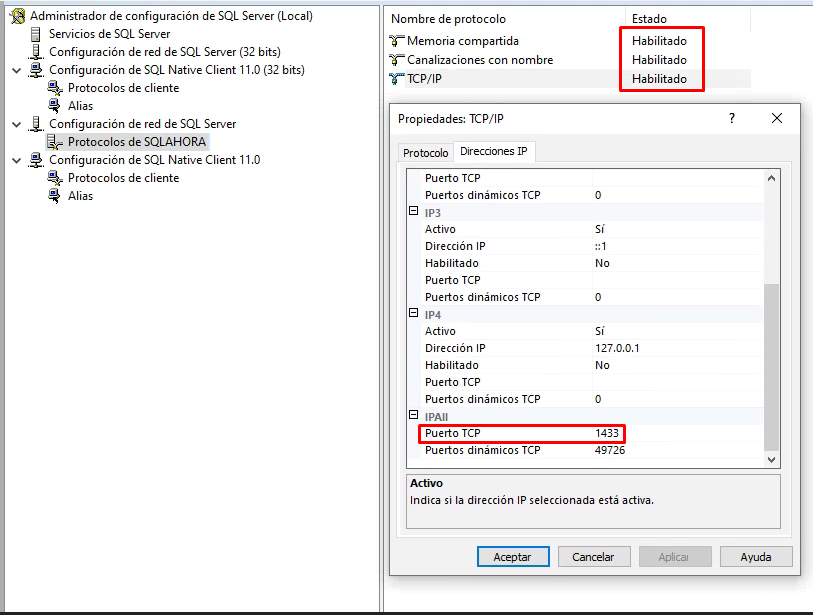 Administrador de configuración de SQL Server (Local)
Servicios de SQL Server
Configuración de red de SQL Server (32 bits)
Configuración de SQL Native Client 11.0 (32 bits)
Protocolos de cliente
Alias
Configuración de red de SQL Server
Protocolos de SQLAHORA
Configuración de SQL Native Client 11.0
Protocolos de cliente
Alias
Nombre de protocolo Estado
Memoria compartida Habilitado
Canalizaciones con nombre Habilitado
TCP/IP Habilitado
Propiedades: TCP/IP ?
Protocolo Direcciones IP
Puerto TCP
Puertos dinámicos TCP 0
IP3
Activo Sí
Dirección IP ::1
Habilitado No
Puerto TCP
Puertos dinámicos TCP 0
IP4
Activo Sí
Dirección IP 127.0.0.1
Habilitado No
Puerto TCP
Puertos dinámicos TCP 0
IPAll
Puerto TCP 1433
Puertos dinámicos TCP 49726
Activo
Indica si la dirección IP seleccionada está activa.
Aceptar Cancelar Aplicar Ayuda